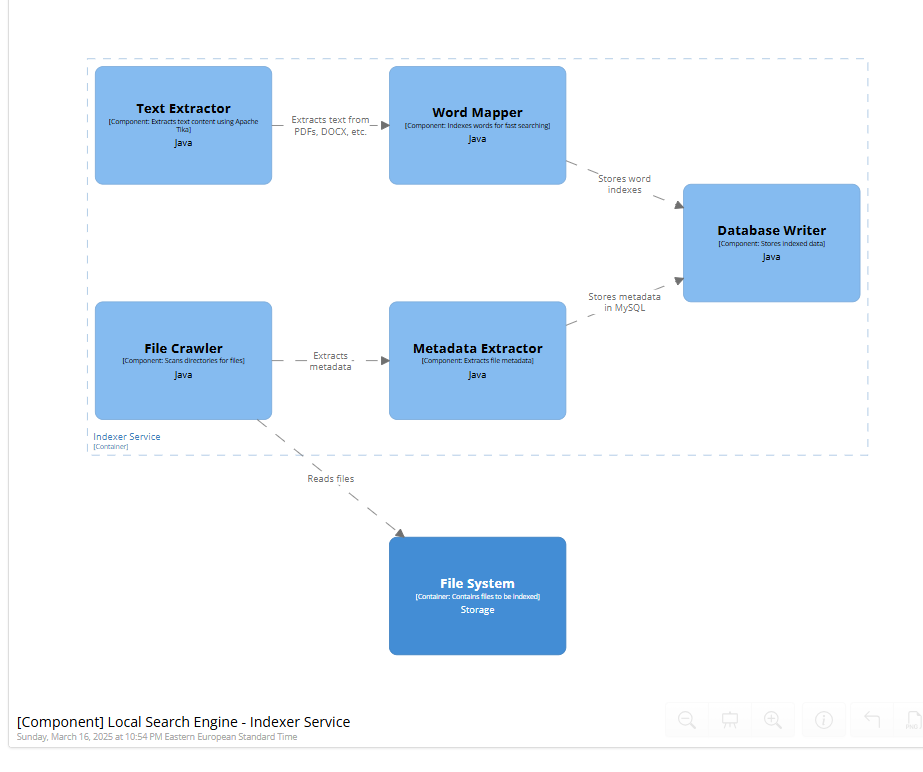 Text Extractor
[Component: Extracts text content using Apache
Tika]
Java
Extracts text from
PDFs, DOCX, etc.
Word Mapper
[Component: Indexes words for fast searching]
Java
Stores word
indexes
Database Writer
[Component: Stores indexed data]
Java
Stores metadata
in MySQL
File Crawler
[Component: Scans directories for files]
Java
Extracts
metadata
Metadata Extractor
[Component: Extracts file metadata]
Java
Indexer Service
[Container]
Reads files
File System
[Container: Contains files to be indexed]
Storage
[Component] Local Search Engine - Indexer Service
Sunday, March 16, 2025 at 10:54 PM Eastern European Standard Time